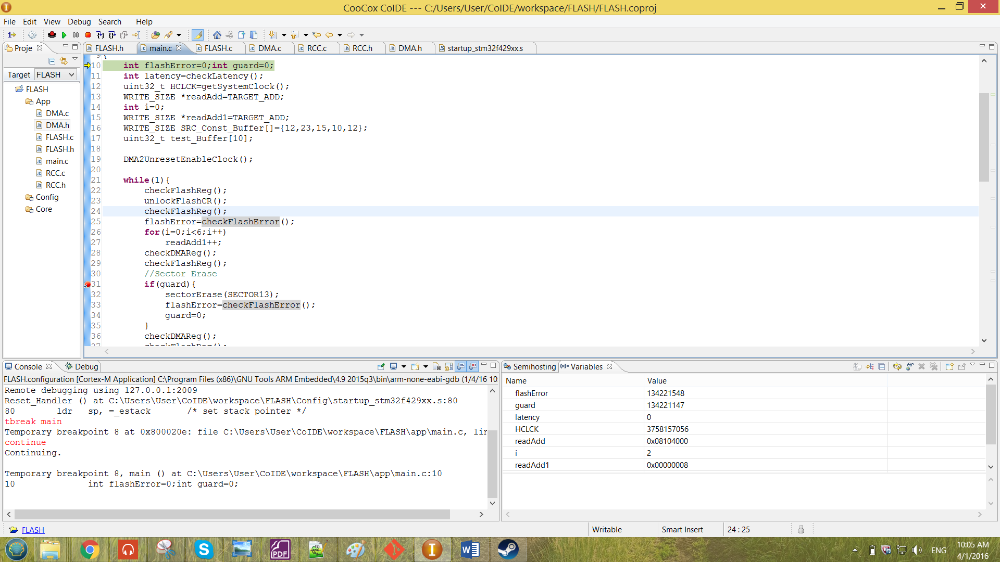 CooCox CoIDE --- C:/Users/User/CoIDE/workspace/FLASH/FLASH.coproj
File Edit View Debug Search Help
Proje
Target FLASH
FLASH
App
DMA.c
DMA.h
FLASH.c
FLASH.h
main.c
RCC.c
RCC.h
Config
Core
FLASH.h main.c FLASH.c DMA.c RCC.c RCC.h DMA.h startup_stm32f429xx.s
9 {
10 int flashError=0;int guard=0;
11 int latency=checkLatency();
12 uint32_t HCLCK=getSystemClock();
13 WRITE_SIZE *readAdd=TARGET_ADD;
14 int i=0;
15 WRITE_SIZE *readAdd1=TARGET_ADD;
16 WRITE_SIZE SRC_Const_Buffer[]={12,23,15,10,12};
17 uint32_t test_Buffer[10];
18
19 DMA2UnresetEnableClock();
20
21 while(1){
22 checkFlashReg();
23 unlockFlashCR();
24 checkFlashReg();
25 flashError=checkFlashError();
26 for(i=0;i<6;i++)
27 readAdd1++;
28 checkDMAReg();
29 checkFlashReg();
30 //Sector Erase
31 if(guard){
32 sectorErase(SECTOR13);
33 flashError=checkFlashError();
34 guard=0;
35 }
36 checkDMAReg();
37 checkFlashReg();
Console Debug
FLASH.configuration [Cortex-M Application] C:\Program Files (x86)\GNU Tools ARM Embedded\4.9 2015q3\bin\arm-none-eabi-gdb (1/4/16 10
Remote debugging using 127.0.0.1:2009
Reset_Handler () at C:\Users\User\CoIDE\workspace\FLASH\Config\startup_stm32f429xx.s:80
80 ldr sp, =_estack /* set stack pointer */
tbreak main
Temporary breakpoint 8 at 0x800020e: file C:\Users\User\CoIDE\workspace\FLASH\app\main.c, lin
continue
Continuing.
Temporary breakpoint 8, main () at C:\Users\User\CoIDE\workspace\FLASH\app\main.c:10
10 int flashError=0;int guard=0;
Semihosting Variables
Name Value
flashError 134221548
guard 134221147
latency 0
HCLCK 3758157056
readAdd 0x08104000
i 2
readAdd1 0x00000008
FLASH
Writable Smart Insert 24 : 25
PDF
ENG
10:05 AM
4/1/2016